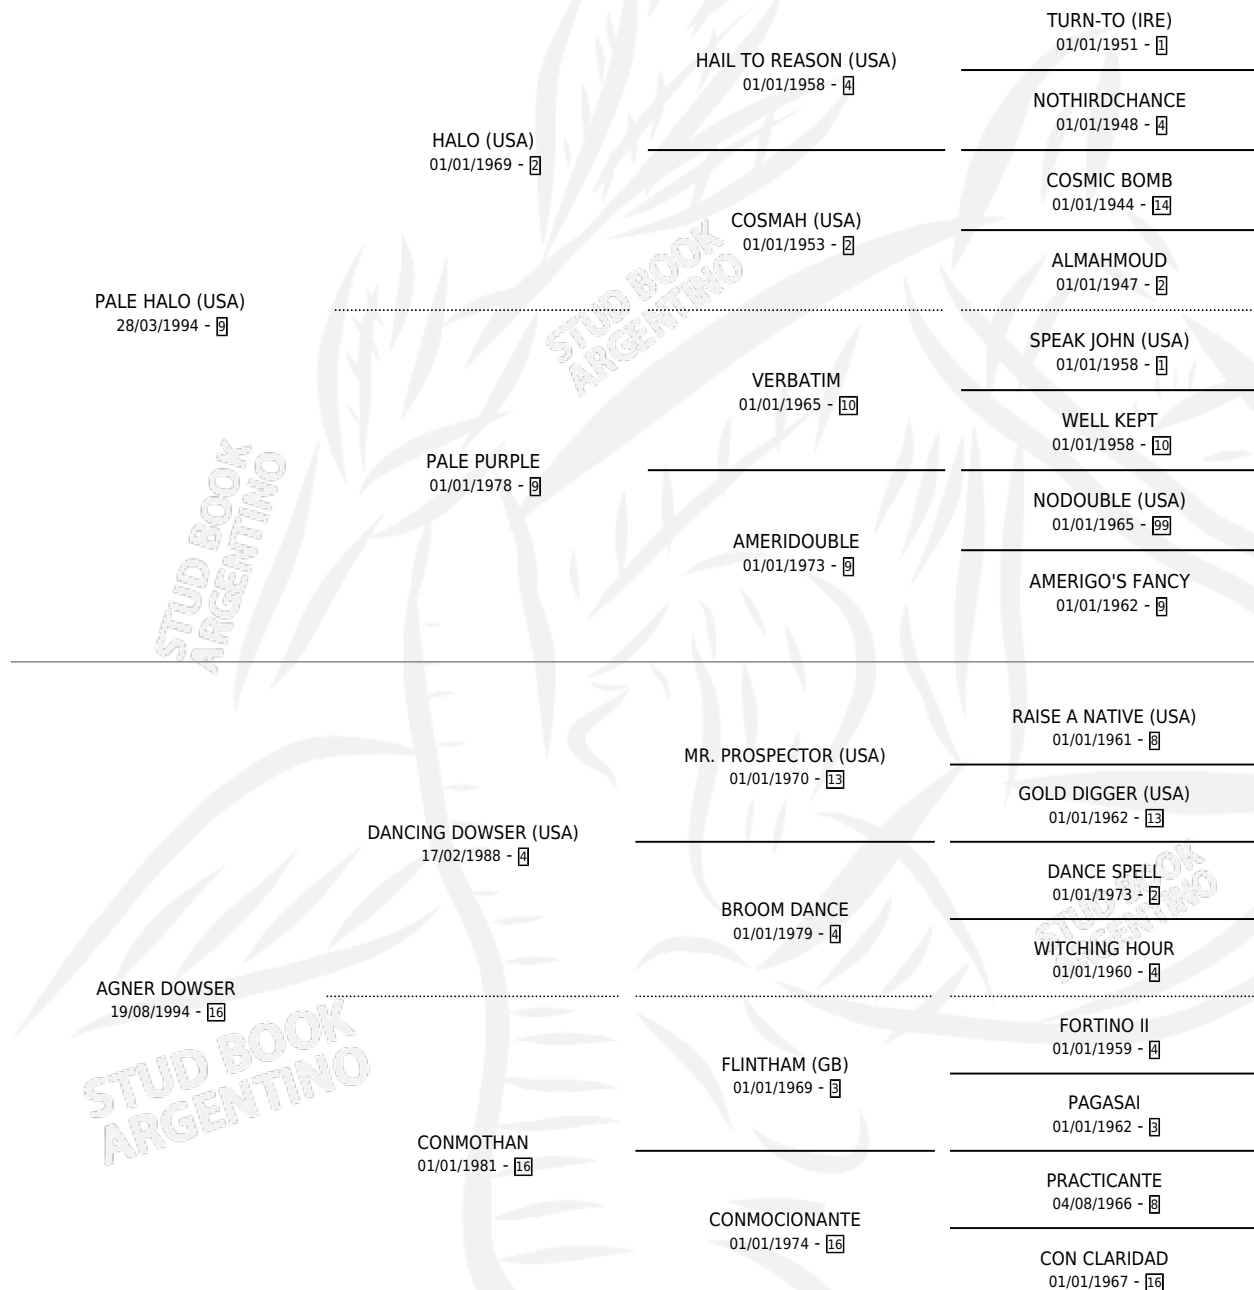 TURN-TO (IRE)
01/01/1951 - 1
HAIL TO REASON (USA)
01/01/1958 - 4
NOTHIRDCHANCE
01/01/1948 - 4
HALO (USA)
01/01/1969 - 2
COSMIC BOMB
01/01/1944 - 14
COSMAH (USA)
01/01/1953 - 2
ALMAHMOUD
01/01/1947 - 2
PALE HALO (USA)
28/03/1994 - 9
SPEAK JOHN (USA)
01/01/1958 - 1
VERBATIM
01/01/1965 - 10
WELL KEPT
01/01/1958 - 10
PALE PURPLE
01/01/1978 - 9
NODOUBLE (USA)
01/01/1965 - 99
AMERIDOUBLE
01/01/1973 - 9
AMERIGO'S FANCY
01/01/1962 - 9
RAISE A NATIVE (USA)
01/01/1961 - 8
MR. PROSPECTOR (USA)
01/01/1970 - 13
GOLD DIGGER (USA)
01/01/1962 - 13
DANCING DOWSER (USA)
17/02/1988 - 4
DANCE SPELL
01/01/1973 - 2
BROOM DANCE
01/01/1979 - 4
WITCHING HOUR
01/01/1960 - 4
AGNER DOWSER
19/08/1994 - 16
FORTINO II
01/01/1959 - 4
FLINTHAM (GB)
01/01/1969 - 3
PAGASAI
01/01/1962 - 3
CONMOTHAN
01/01/1981 - 16
PRACTICANTE
04/08/1966 - 8
CONMOCIONANTE
01/01/1974 - 16
CON CLARIDAD
01/01/1967 - 16
STUD BOOK
ARGENTINO
STUD BOOK
ARGENTINO
STUD BOOK
ARGENTINO
STUD BOOK
ARGENTINO